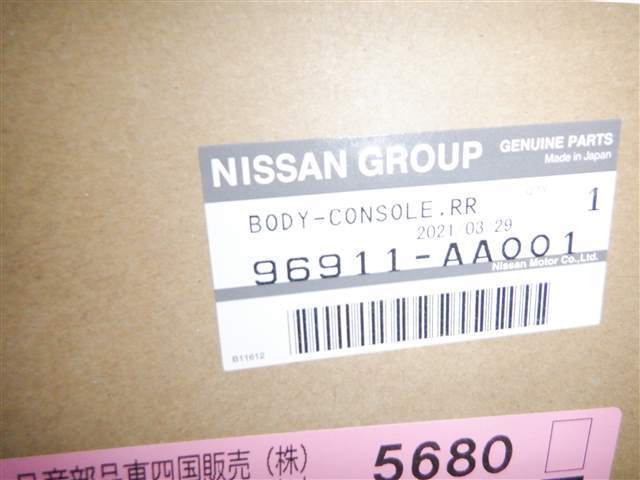 NISSAN GROUP GENUINE PARTS
Made in Japan
BODY-CONSOLE.RR Q'TY 1
2021 03 29
96911-AA001
Nissan Motor Co.,Ltd.
B11612
日産部品東四国販売(株) 5680